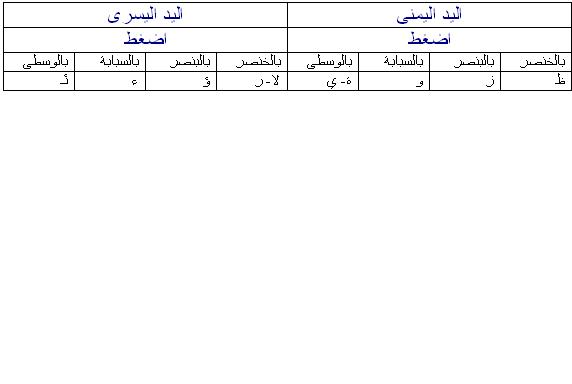 اليد اليمنى اليد اليسرى
اضغط اضغط
بالخنصر بالبنصر بالسبابة بالوسطى بالخنصر بالبنصر بالسبابة بالوسطى
ظ ز و ة - ي لا - ر ؤ ء ئـ